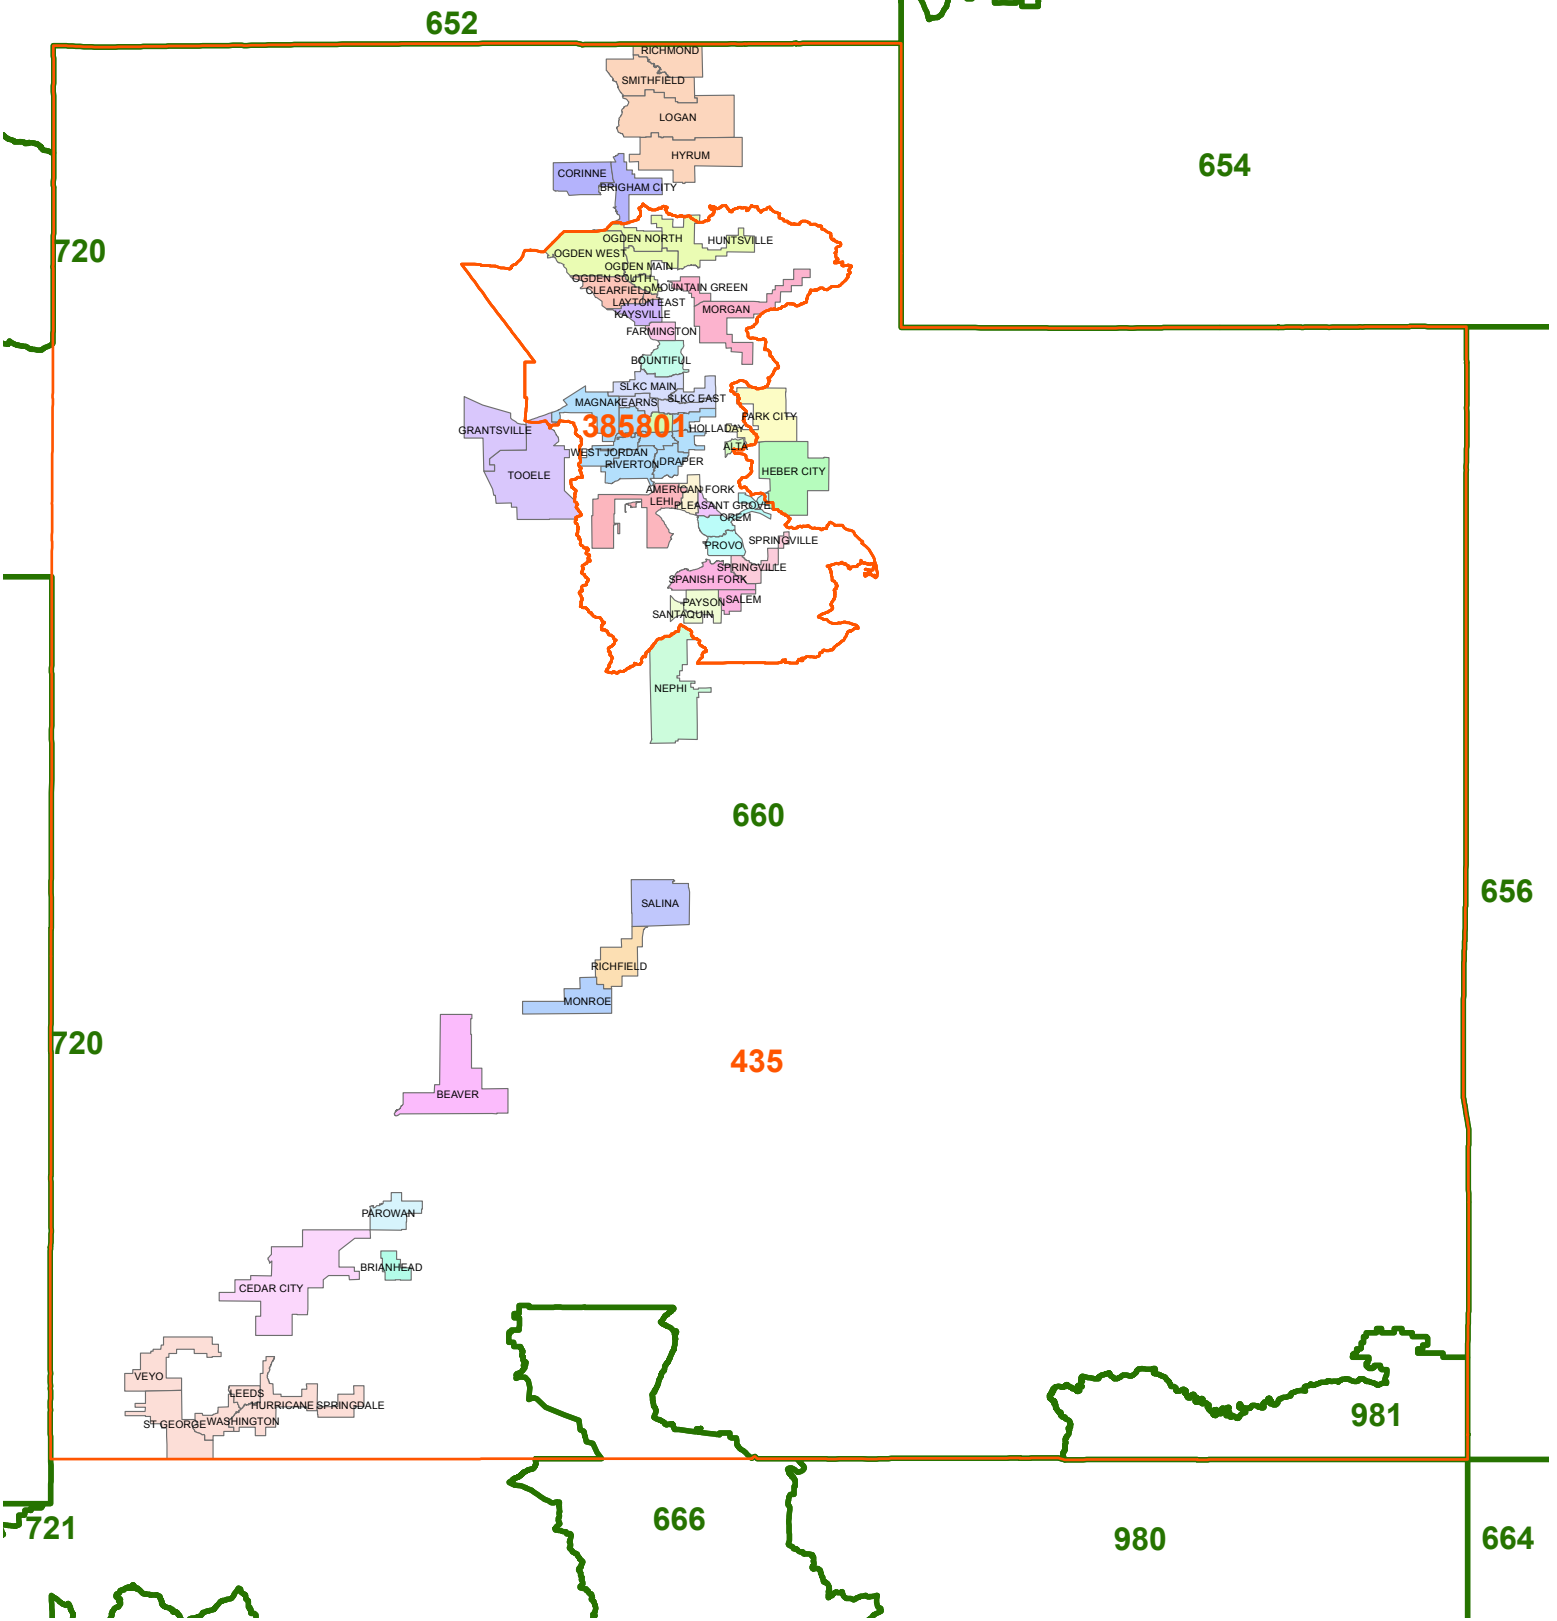 652
RICHMOND
SMITHFIELD
LOGAN
654
HYRUM
CORINNE
BRIGHAM CITY
720
OGDEN NORTH
HUNTSVILLE
OGDEN WEST
OGDEN MAIN
OGDEN SOUTH
MOUNTAIN GREEN
CLEARFIELD
LAYTON EAST
MORGAN
KAYSVILLE
FARMINGTON
BOUNTIFUL
SLKC MAIN
SLKC EAST
MAGNA
KEARNS
PARK CITY
385801
HOLLADAY
GRANTSVILLE
ALTA
WEST JORDAN
DRAPER
RIVERTON
HEBER CITY
TOOELE
AMERICAN FORK
LEHI
PLEASANT GROVE
OREM
SPRINGVILLE
PROVO
SPRINGVILLE
SPANISH FORK
SALEM
PAYSON
SANTAQUIN
NEPHI
660
656
SALINA
RICHFIELD
MONROE
720
435
BEAVER
PAROWAN
BRIANHEAD
CEDAR CITY
VEYO
LEEDS
HURRICANE
SPRINGDALE
981
ST GEORGE
WASHINGTON
721
666
980
664